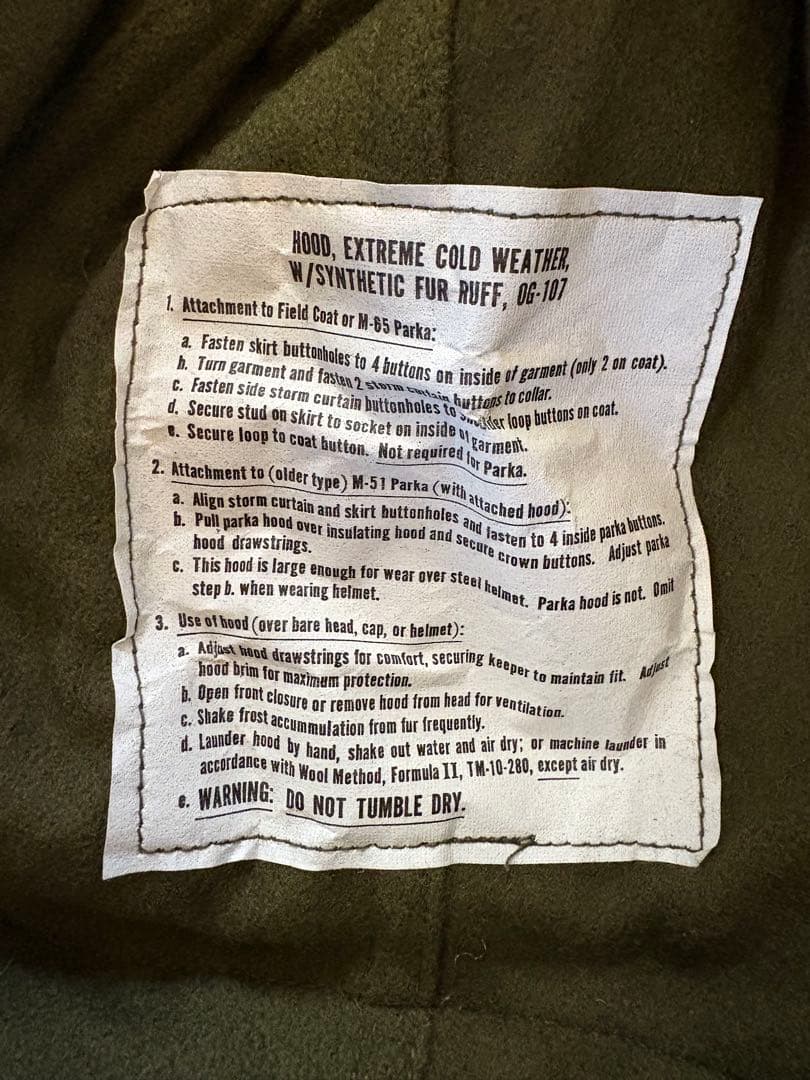 HOOD, EXTREME COLD WEATHER,
W/SYNTHETIC FUR RUFF, OG-107
1. Attachment to Field Coat or M-65 Parka:
a. Fasten skirt buttonholes to 4 buttons on inside of garment (only 2 on coat).
b. Turn garment and fasten 2 storm curtain buttons to collar.
c. Fasten side storm curtain buttonholes to shoulder loop buttons on coat.
d. Secure stud on skirt to socket on inside of garment.
e. Secure loop to coat button. Not required for Parka.
2. Attachment to (older type) M-51 Parka (with attached hood):
a. Align storm curtain and skirt buttonholes and fasten to 4 inside parka buttons.
b. Pull parka hood over insulating hood and secure crown buttons. Adjust parka
hood drawstrings.
c. This hood is large enough for wear over steel helmet. Parka hood is not. Omit
step b. when wearing helmet.
3. Use of hood (over bare head, cap, or helmet):
a. Adjust hood drawstrings for comfort, securing keeper to maintain fit. Adjust
hood brim for maximum protection.
b. Open front closure or remove hood from head for ventilation.
c. Shake frost accummulation from fur frequently.
d. Launder hood by hand, shake out water and air dry; or machine launder in
accordance with Wool Method, Formula II, TM-10-280, except air dry.
e. WARNING: DO NOT TUMBLE DRY.